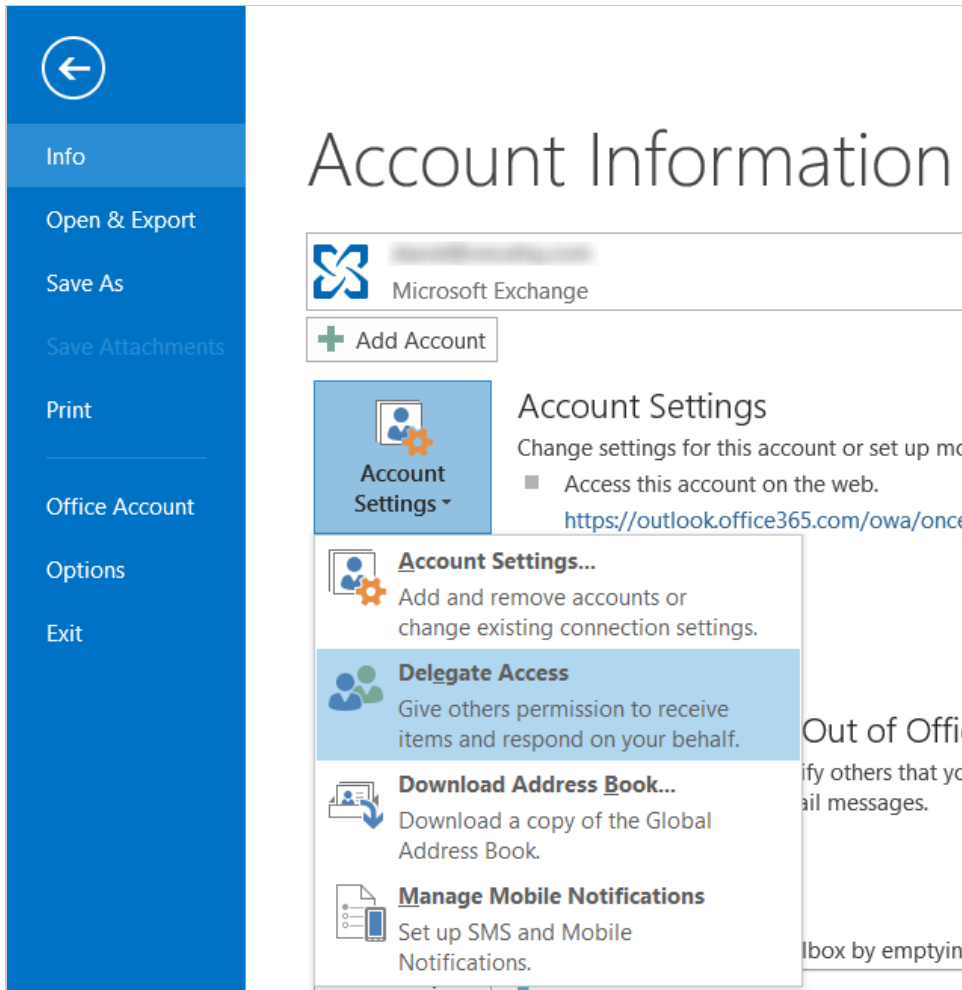 Info
Open & Export
Save As
Save Attachments
Print
Office Account
Options
Exit
Account Information
Microsoft Exchange
Add Account
Account
Settings
Account Settings
Change settings for this account or set up
Access this account on the web.
https://outlook.office365.com/owa/once
Account Settings...
Add and remove accounts or
change existing connection settings.
Delegate Access
Give others permission to receive
items and respond on your behalf.
Download Address Book...
Download a copy of the Global
Address Book.
Manage Mobile Notifications
Set up SMS and Mobile
Notifications.
Out of Offi
ify others that yo
ail messages.
lbox by emptyin